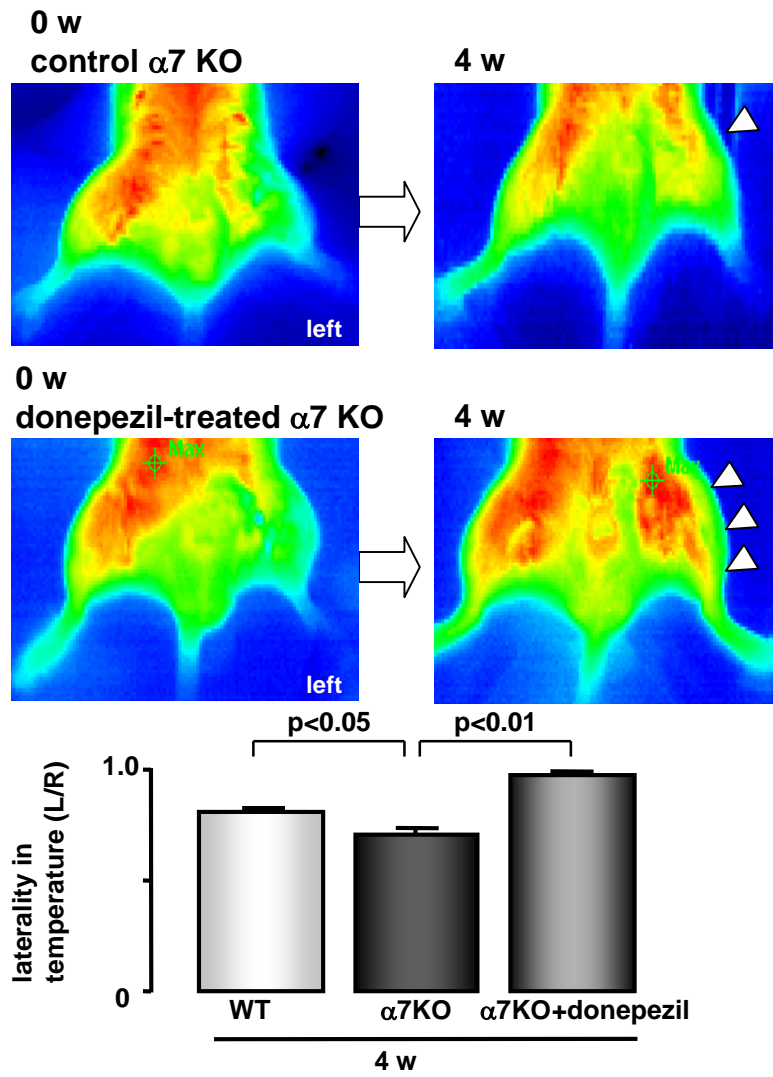 0 w
control α7 KO
4 w
left
0 w
donepezil-treated α7 KO
4 w
Max
Max
left
p<0.05
p<0.01
1.0
laterality in
temperature (L/R)
0
WT
α7KO
α7KO+donepezil
4 w